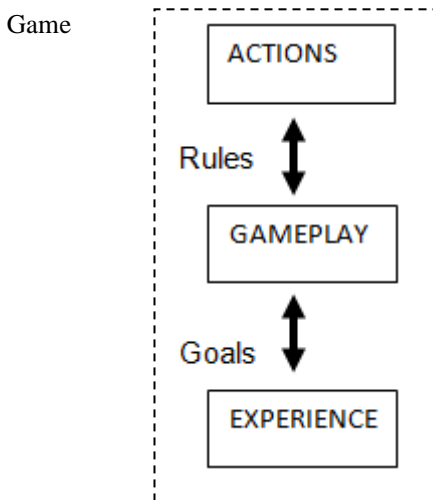 Game
ACTIONS
Rules
GAMEPLAY
Goals
EXPERIENCE